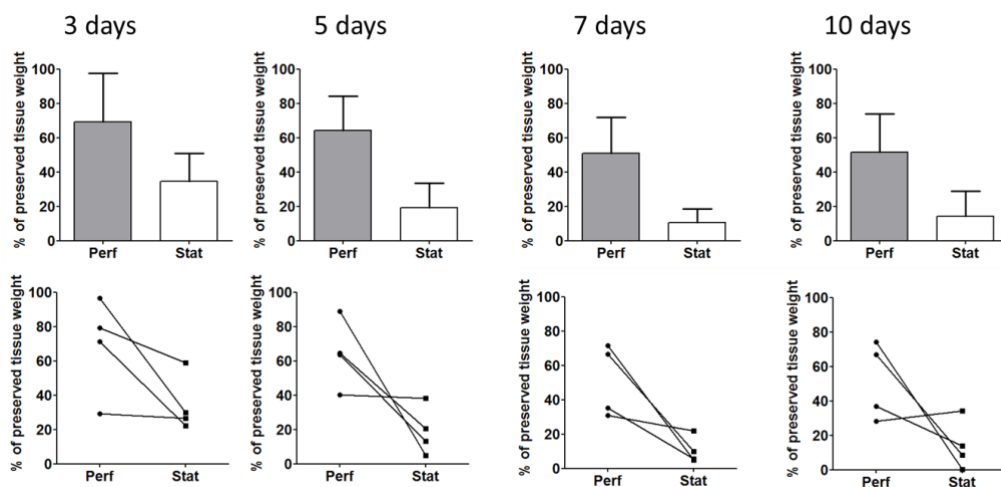 3 days
5 days
7 days
10 days
% of preserved tissue weight
100
80
60
40
20
0
Perf Stat
% of preserved tissue weight
100
80
60
40
20
0
Perf Stat
% of preserved tissue weight
100
80
60
40
20
0
Perf Stat
% of preserved tissue weight
100
80
60
40
20
0
Perf Stat
% of preserved tissue weight
100
80
60
40
20
0
Perf Stat
% of preserved tissue weight
100
80
60
40
20
0
Perf Stat
% of preserved tissue weight
100
80
60
40
20
0
Perf Stat
% of preserved tissue weight
100
80
60
40
20
0
Perf Stat